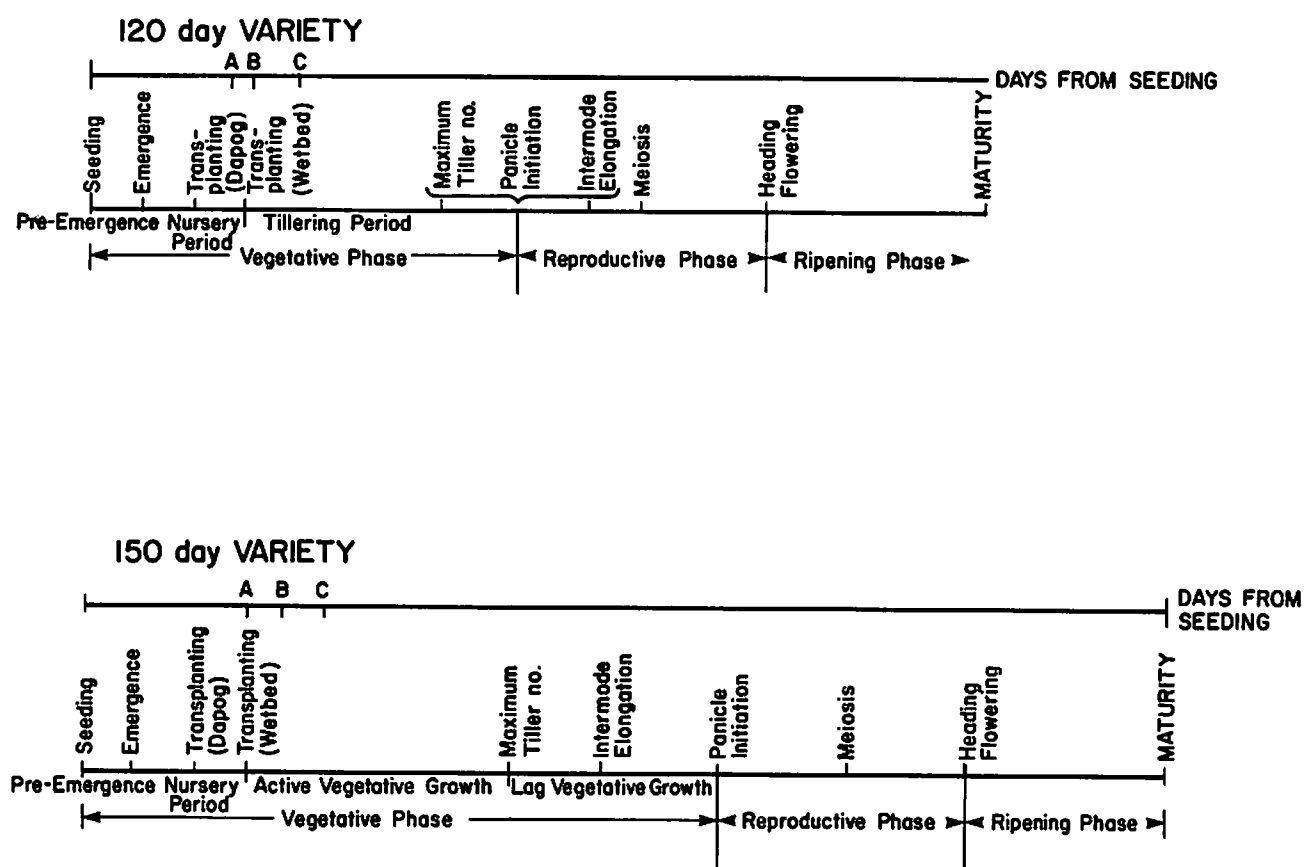 120 day VARIETY
A B C
DAYS FROM SEEDING
Seeding
Emergence
Trans-
planting
(Dapog)
Trans-
planting
(Wetbed)
Maximum
Tiller no.
Panicle
Initiation
Intermode
Elongation
Meiosis
Heading
Flowering
MATURITY
Pre-Emergence Nursery
Period
Tillering Period
Vegetative Phase
Reproductive Phase
Ripening Phase
150 day VARIETY
A B C
DAYS FROM
SEEDING
Seeding
Emergence
Transplanting
(Dapog)
Transplanting
(Wetbed)
Maximum
Tiller no.
Intermode
Elongation
Panicle
Initiation
Meiosis
Heading
Flowering
MATURITY
Pre-Emergence Nursery
Period
Active Vegetative Growth
Lag Vegetative Growth
Vegetative Phase
Reproductive Phase
Ripening Phase